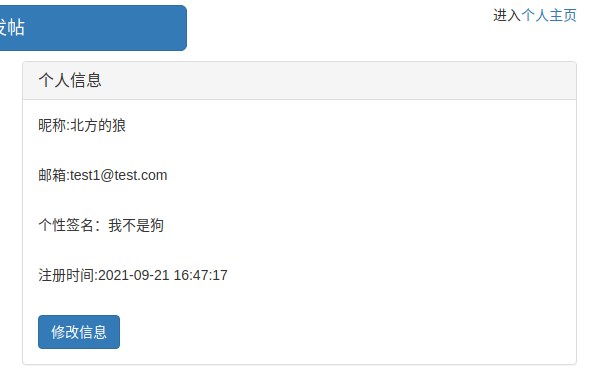 发帖
进入个人主页
个人信息
昵称:北方的狼
邮箱:test1@test.com
个性签名：我不是狗
注册时间:2021-09-21 16:47:17
修改信息